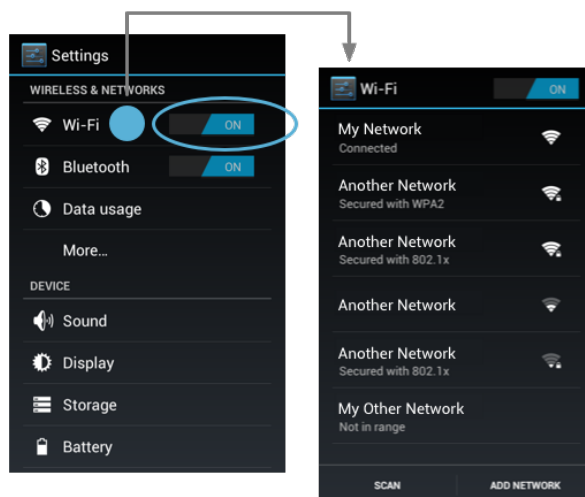 Settings
WIRELESS & NETWORKS
Wi-Fi ON
Bluetooth ON
Data usage
More...
DEVICE
Sound
Display
Storage
Battery
Wi-Fi ON
My Network
Connected
Another Network
Secured with WPA2
Another Network
Secured with 802.1x
Another Network
Another Network
Secured with 802.1x
My Other Network
Not in range
SCAN ADD NETWORK